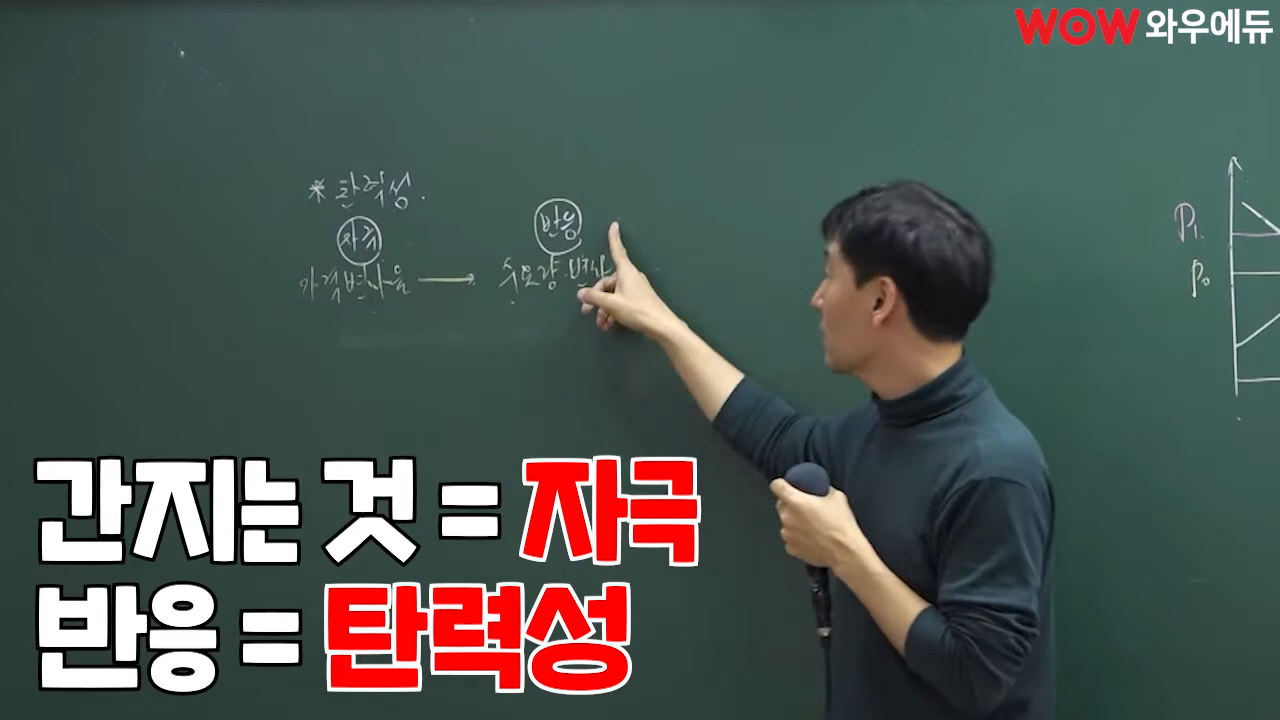 WOW 와우에듀
* 탄력성.
자극
반응
가격변화율 → 수요량 변화
P₁.
P₀
간지는 것 = 자극
반응 = 탄력성